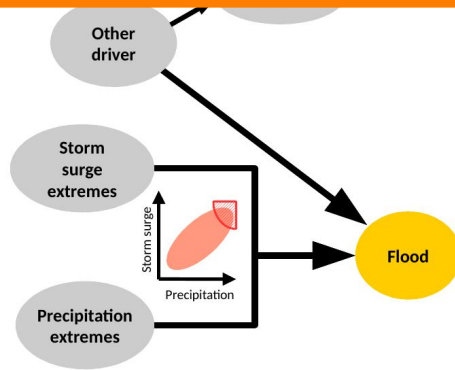 Other
driver
Storm
surge
extremes
Storm surge
Precipitation
Flood
Precipitation
extremes